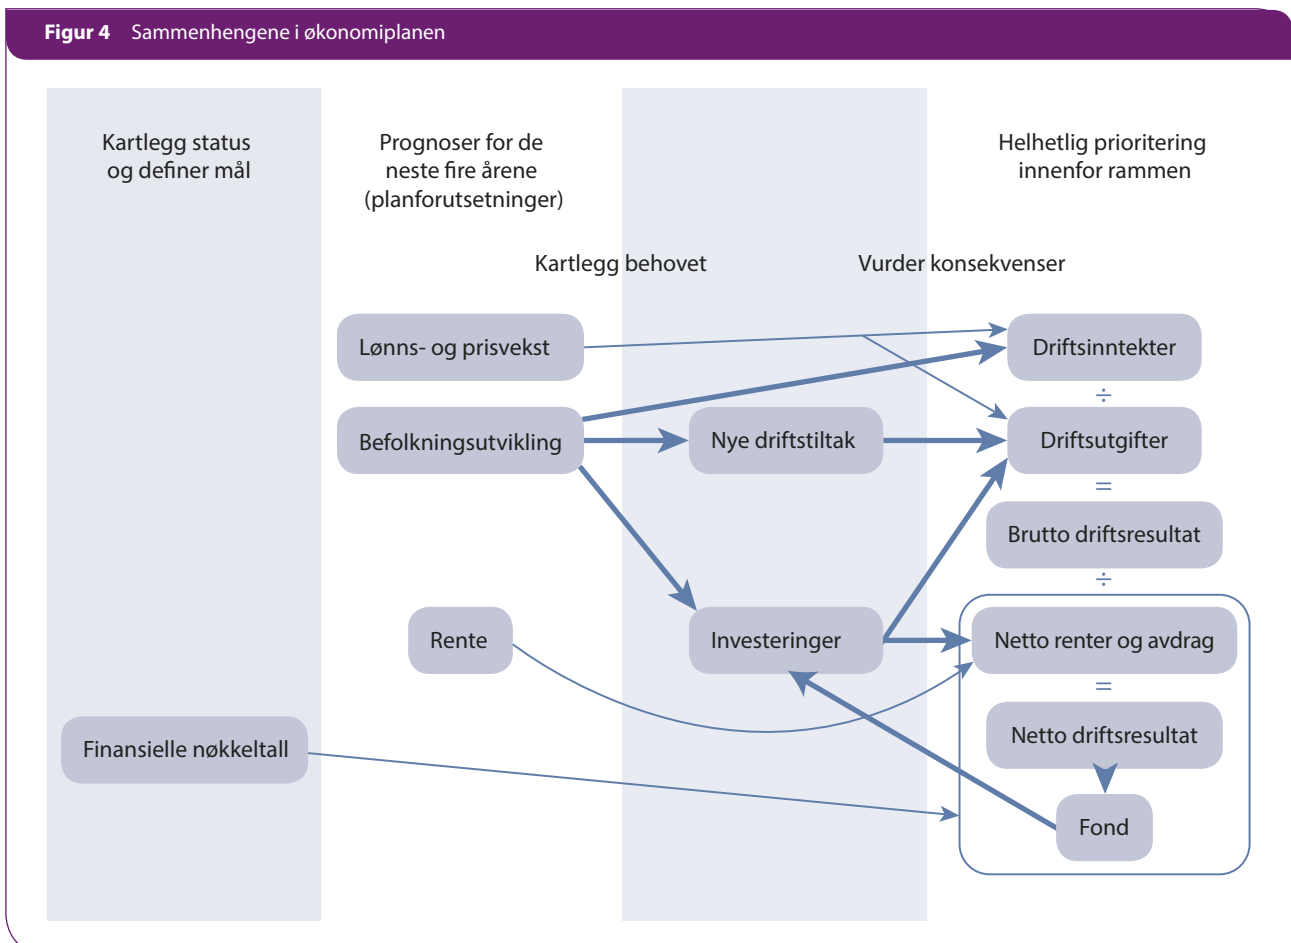 Figur 4 Sammenhengene i økonomiplanen
Kartlegg status
og definer mål
Prognoser for de
neste fire årene
(planforutsetninger)
Helhetlig prioritering
innenfor rammen
Kartlegg behovet
Vurder konsekvenser
Lønns- og prisvekst
Driftsinntekter
÷
Befolkningsutvikling
Nye driftstiltak
Driftsutgifter
=
Brutto driftsresultat
÷
Rente
Investeringer
Netto renter og avdrag
=
Finansielle nøkkeltall
Netto driftsresultat
Fond